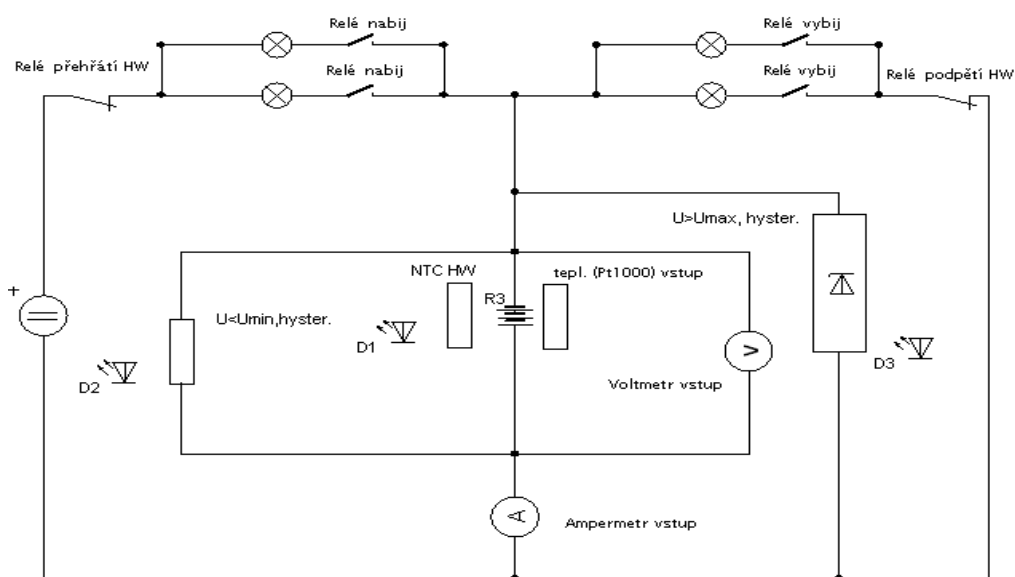 Relé nabij
Relé vybij
Relé přehřátí HW
Relé nabij
Relé vybij
Relé podpětí HW
U>Umax, hyster.
NTC HW
tepl. (Pt1000) vstup
+
R3
U<Umin,hyster.
D1
D2
V
D3
Voltmetr vstup
A
Ampermetr vstup